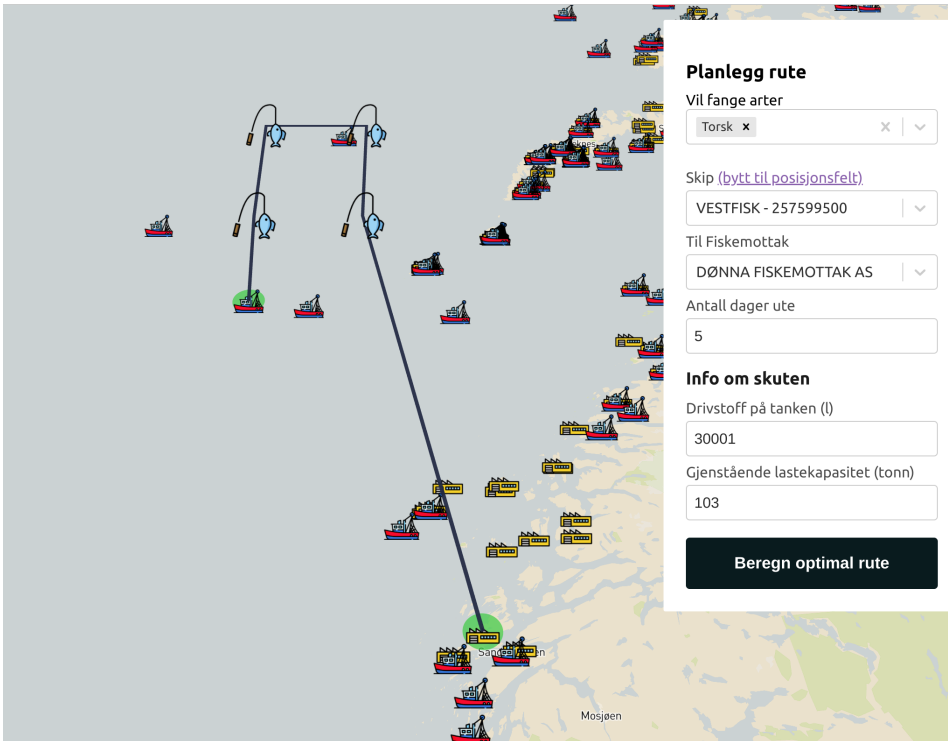 Planlegg rute
Vil fange arter
Torsk ×
Skip (bytt til posisjonsfelt)
VESTFISK - 257599500
Til Fiskemottak
DØNNA FISKEMOTTAK AS
Antall dager ute
5
Info om skuten
Drivstoff på tanken (l)
30001
Gjenstående lastekapasitet (tonn)
103
Beregn optimal rute
Mosjøen